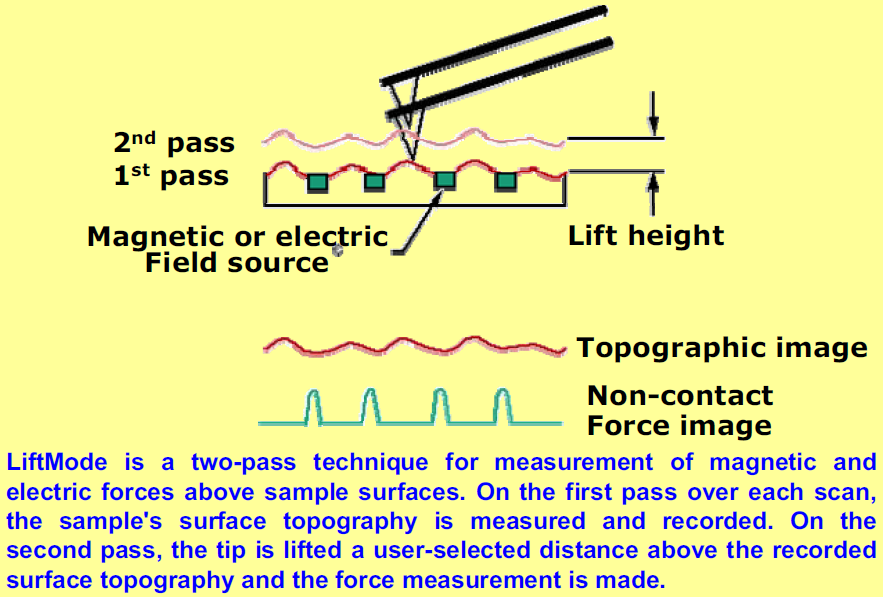 2nd pass
1st pass
Magnetic or electric
Field source
Lift height
Topographic image
Non-contact
Force image
LiftMode is a two-pass technique for measurement of magnetic and
electric forces above sample surfaces. On the first pass over each scan,
the sample's surface topography is measured and recorded. On the
second pass, the tip is lifted a user-selected distance above the recorded
surface topography and the force measurement is made.